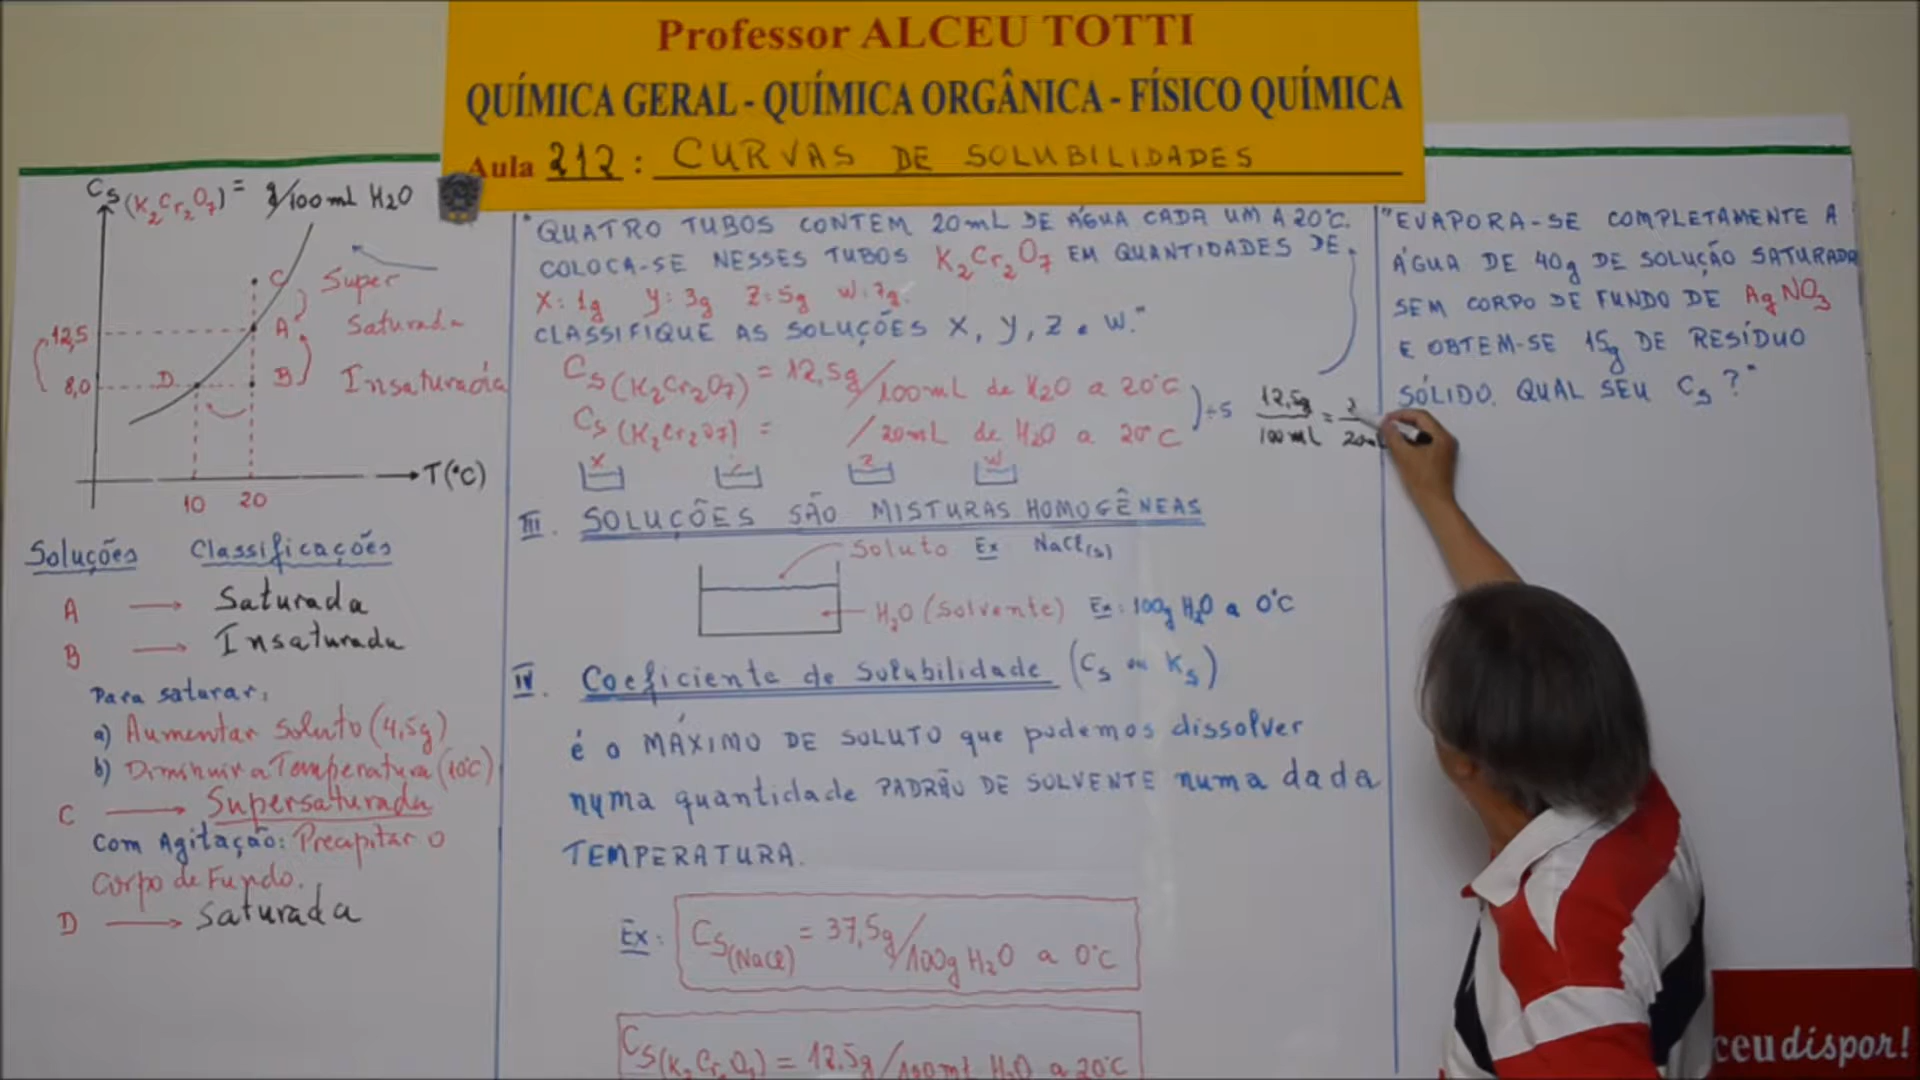 Professor ALCEU TOTTI
QUÍMICA GERAL - QUÍMICA ORGÂNICA - FÍSICO QUÍMICA
Aula 212: CURVAS DE SOLUBILIDADES
Cs(K2Cr2O7) = g/100ml H2O
C
Super
Saturada
12,5
A
8,0
D
B
Insaturada
T(°C)
10 20
Soluções Classificações
A → Saturada
B → Insaturada
Para saturar:
a) Aumentar Soluto (4,5g)
b) Diminuir a Temperatura (10°C)
C → Supersaturada
Com Agitação: Precipitar o
Corpo de Fundo.
D → Saturada
"QUATRO TUBOS CONTEM 20mL DE ÁGUA CADA UM A 20°C.
COLOCA-SE NESSES TUBOS K2Cr2O7 EM QUANTIDADES DE
X: 1g Y: 3g Z: 5g W: 7g.
CLASSIFIQUE AS SOLUÇÕES X, Y, Z e W."
Cs(K2Cr2O7) = 12,5g/100mL de H2O a 20°C
Cs(K2Cr2O7) = /20mL de H2O a 20°C
÷5
12,5g/100mL = /20mL
X Z W
III. SOLUÇÕES SÃO MISTURAS HOMOGÊNEAS
Soluto Ex: NaCl(s)
H2O (Solvente) Ex: 100g H2O a 0°C
IV. Coeficiente de Solubilidade (Cs ou Ks)
é o MÁXIMO DE SOLUTO que podemos dissolver
numa quantidade PADRÃO DE SOLVENTE numa dada
TEMPERATURA.
Ex: Cs(NaCl) = 37,5g/100g H2O a 0°C
Cs(K2Cr2O7) = 12,5g/100ml H2O a 20°C
"EVAPORA-SE COMPLETAMENTE A
ÁGUA DE 40g DE SOLUÇÃO SATURADA
SEM CORPO DE FUNDO DE AgNO3
E OBTEM-SE 15g DE RESÍDUO
SÓLIDO. QUAL SEU Cs?"
ceu dispor!